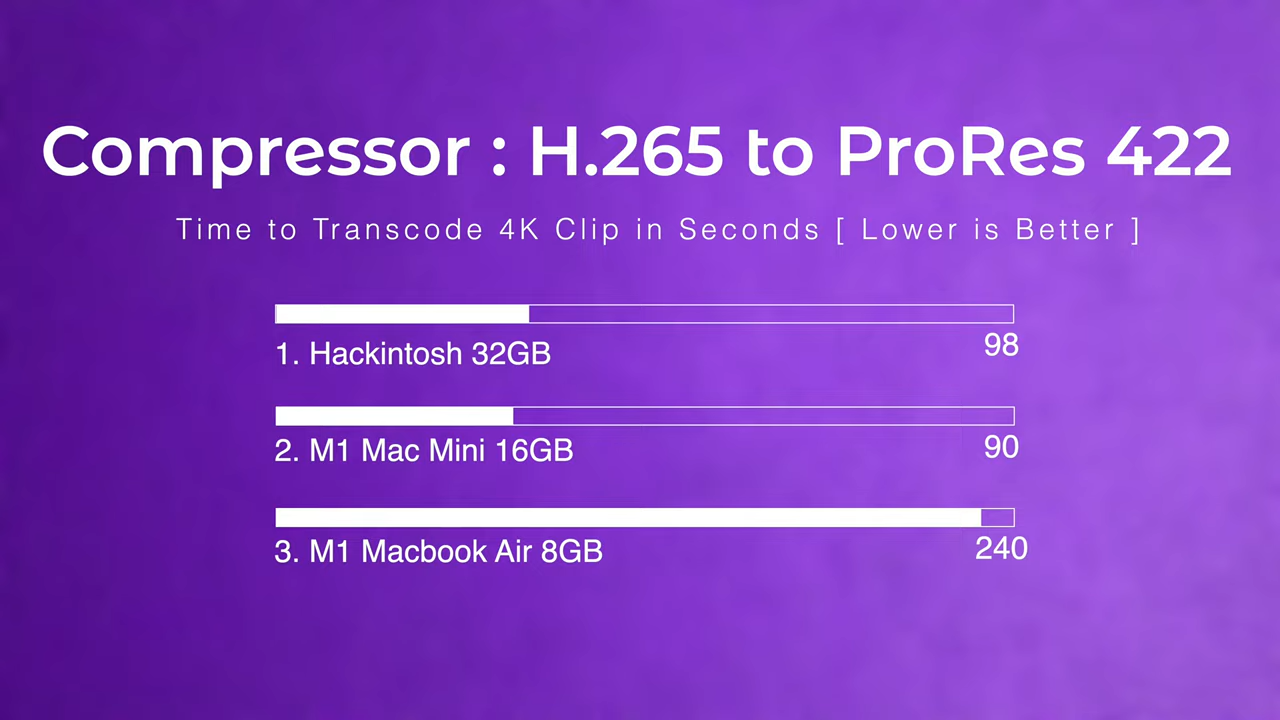 Compressor : H.265 to ProRes 422
Time to Transcode 4K Clip in Seconds [ Lower is Better ]
1. Hackintosh 32GB
98
2. M1 Mac Mini 16GB
90
3. M1 Macbook Air 8GB
240